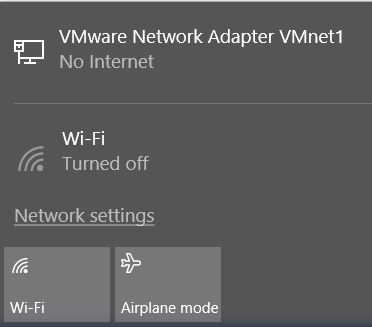 VMware Network Adapter VMnet1
No Internet
Wi-Fi
Turned off
Network settings
Wi-Fi
Airplane mode